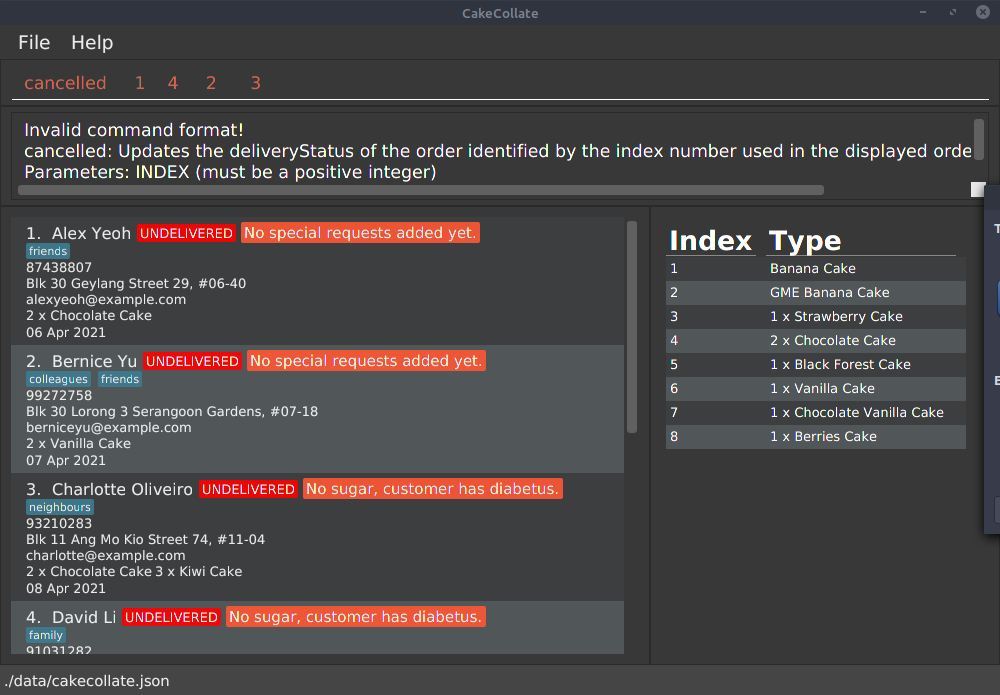 CakeCollate
File Help
cancelled 1 4 2 3
Invalid command format!
cancelled: Updates the deliveryStatus of the order identified by the index number used in the displayed orde
Parameters: INDEX (must be a positive integer)
1. Alex Yeoh UNDELIVERED No special requests added yet.
friends
87438807
Blk 30 Geylang Street 29, #06-40
alexyeoh@example.com
2 x Chocolate Cake
06 Apr 2021
2. Bernice Yu UNDELIVERED No special requests added yet.
colleagues friends
99272758
Blk 30 Lorong 3 Serangoon Gardens, #07-18
berniceyu@example.com
2 x Vanilla Cake
07 Apr 2021
3. Charlotte Oliveiro UNDELIVERED No sugar, customer has diabetus.
neighbours
93210283
Blk 11 Ang Mo Kio Street 74, #11-04
charlotte@example.com
2 x Chocolate Cake 3 x Kiwi Cake
08 Apr 2021
4. David Li UNDELIVERED No sugar, customer has diabetus.
family
91031282
Index Type
1 Banana Cake
2 GME Banana Cake
3 1 x Strawberry Cake
4 2 x Chocolate Cake
5 1 x Black Forest Cake
6 1 x Vanilla Cake
7 1 x Chocolate Vanilla Cake
8 1 x Berries Cake
./data/cakecollate.json